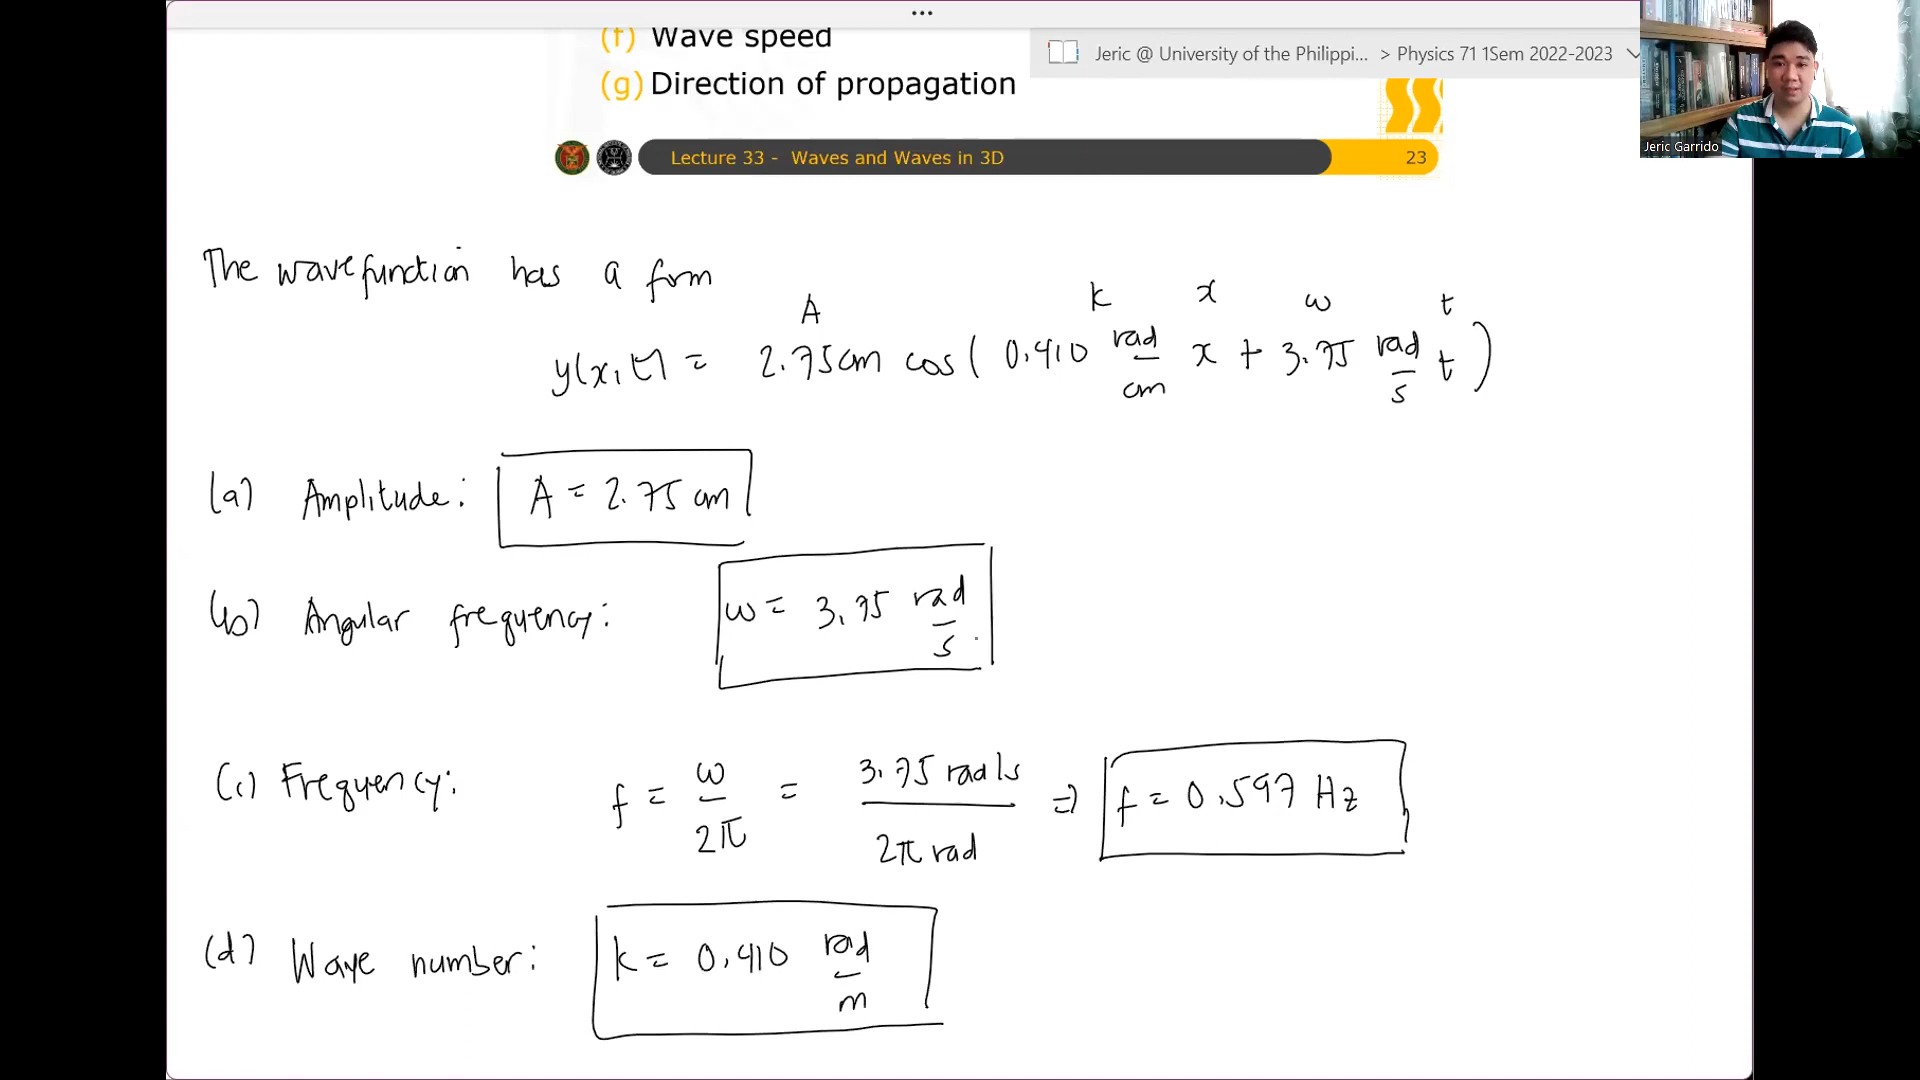 ...
(f) Wave speed
Jeric @ University of the Philippi... > Physics 71 1Sem 2022-2023
(g) Direction of propagation
Jeric Garrido
Lecture 33 - Waves and Waves in 3D 23
The wavefunction has a form
A k x ω t
y(x,t) = 2.75cm cos( 0.410 rad/cm x + 3.75 rad/s t )
(a) Amplitude: A = 2.75 cm
(b) Angular frequency: ω = 3.75 rad/s
(c) Frequency: f = ω/2π = 3.75 rad/s / 2π rad ⇒ f = 0.597 Hz
(d) Wave number: k = 0.410 rad/m